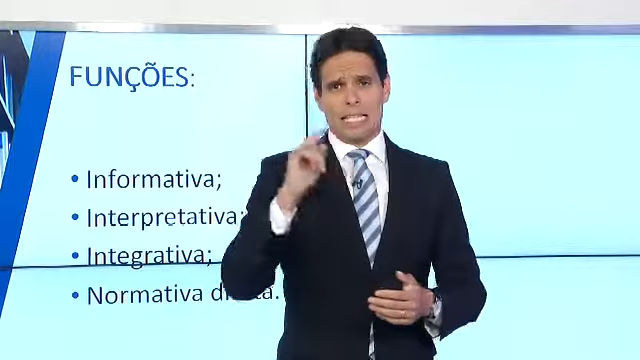 FUNÇÕES:
• Informativa;
• Interpretativa;
• Integrativa;
• Normativa